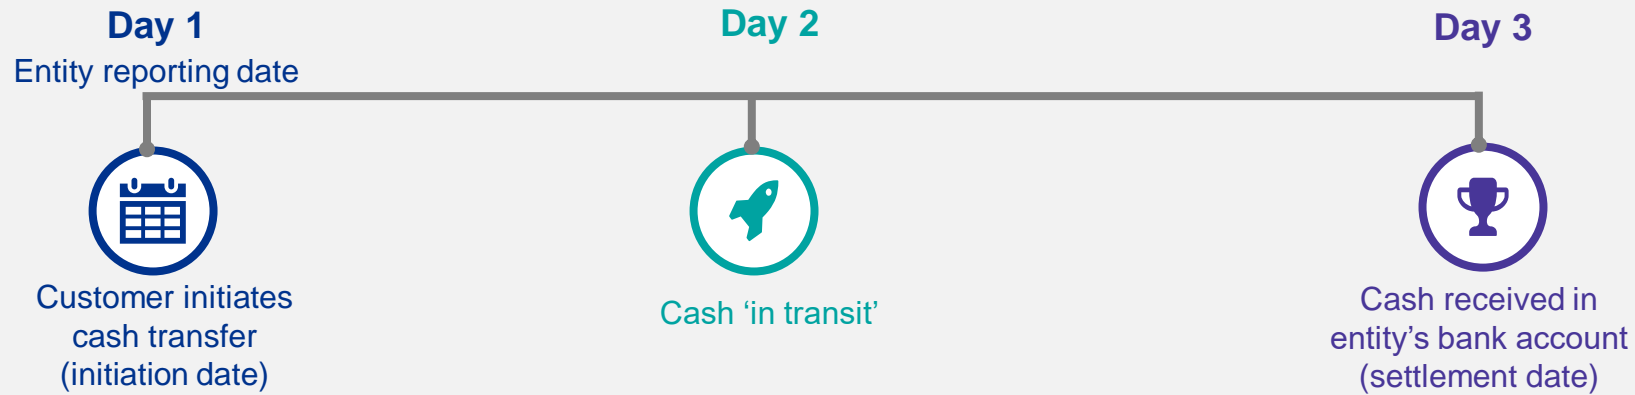 Day 1
Entity reporting date
Customer initiates
cash transfer
(initiation date)
Day 2
Cash ‘in transit’
Day 3
Cash received in
entity’s bank account
(settlement date)